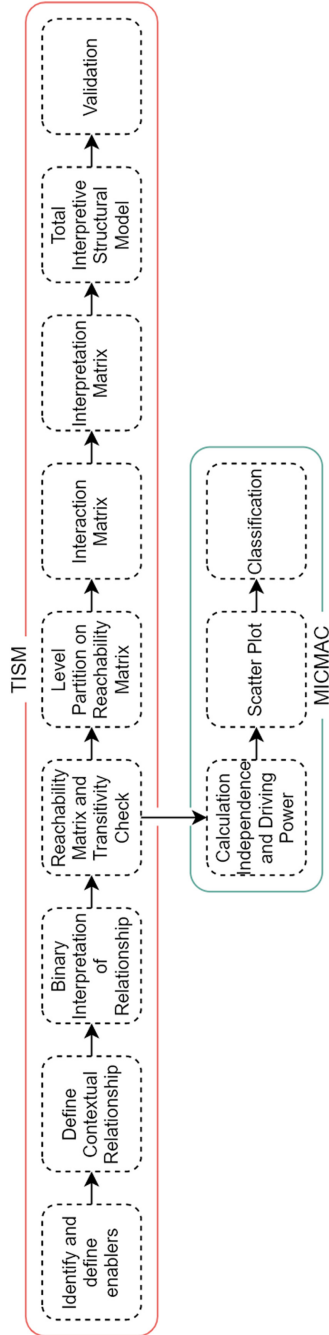 TISM
Identify and
define
enablers
Define
Contextual
Relationship
Binary
Interpretation
of
Relationship
Reachability
Matrix and
Transitivity
Check
Level
Partition on
Reachability
Matrix
Interaction
Matrix
Interpretation
Matrix
Total
Interpretive
Structural
Model
Validation
Calculation
Independence
and Driving
Power
Scatter Plot
Classification
MICMAC